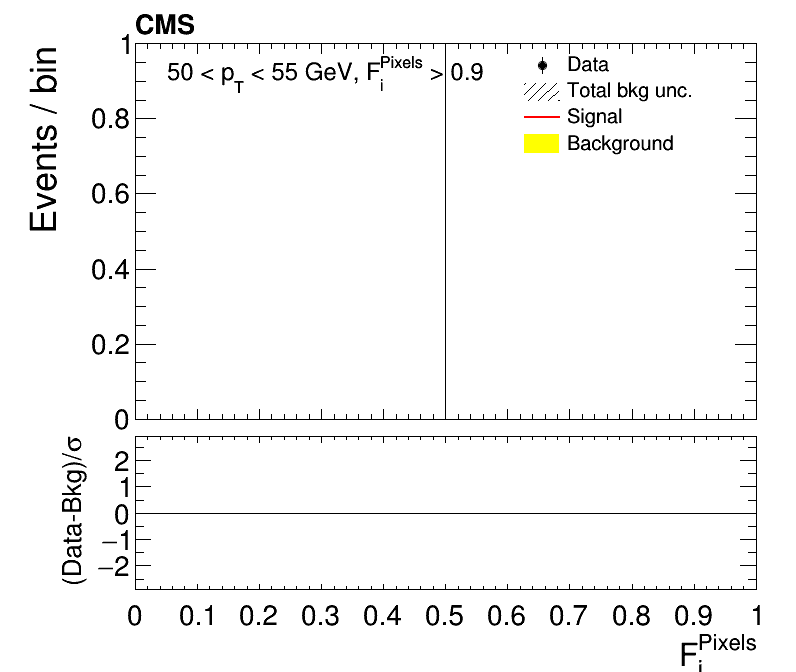 CMS
50 < p_T < 55 GeV, F_i^Pixels > 0.9
Data
Total bkg unc.
Signal
Background
Events / bin
1
0.8
0.6
0.4
0.2
0
(Data-Bkg)/σ
2
1
0
−1
−2
0 0.1 0.2 0.3 0.4 0.5 0.6 0.7 0.8 0.9 1
F_i^Pixels